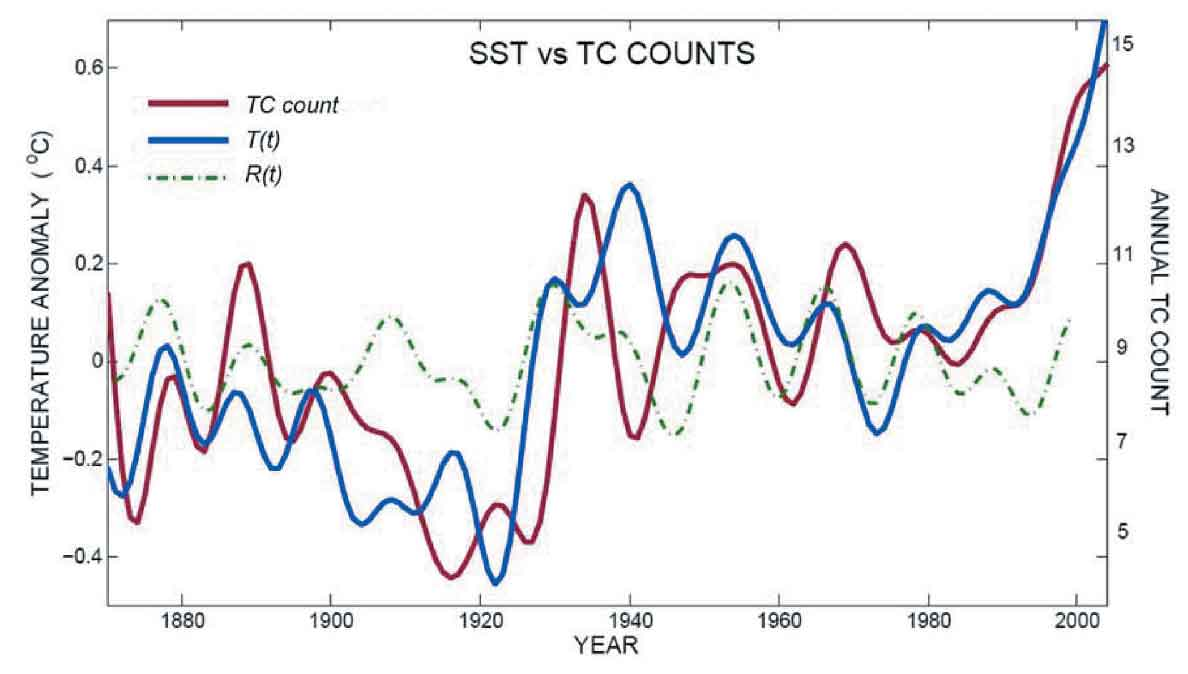 SST vs TC COUNTS
TC count
T(t)
R(t)
TEMPERATURE ANOMALY ( °C)
0.6
0.4
0.2
0
−0.2
−0.4
15
13
11
9
7
5
ANNUAL TC COUNT
1880 1900 1920 1940 1960 1980 2000
YEAR